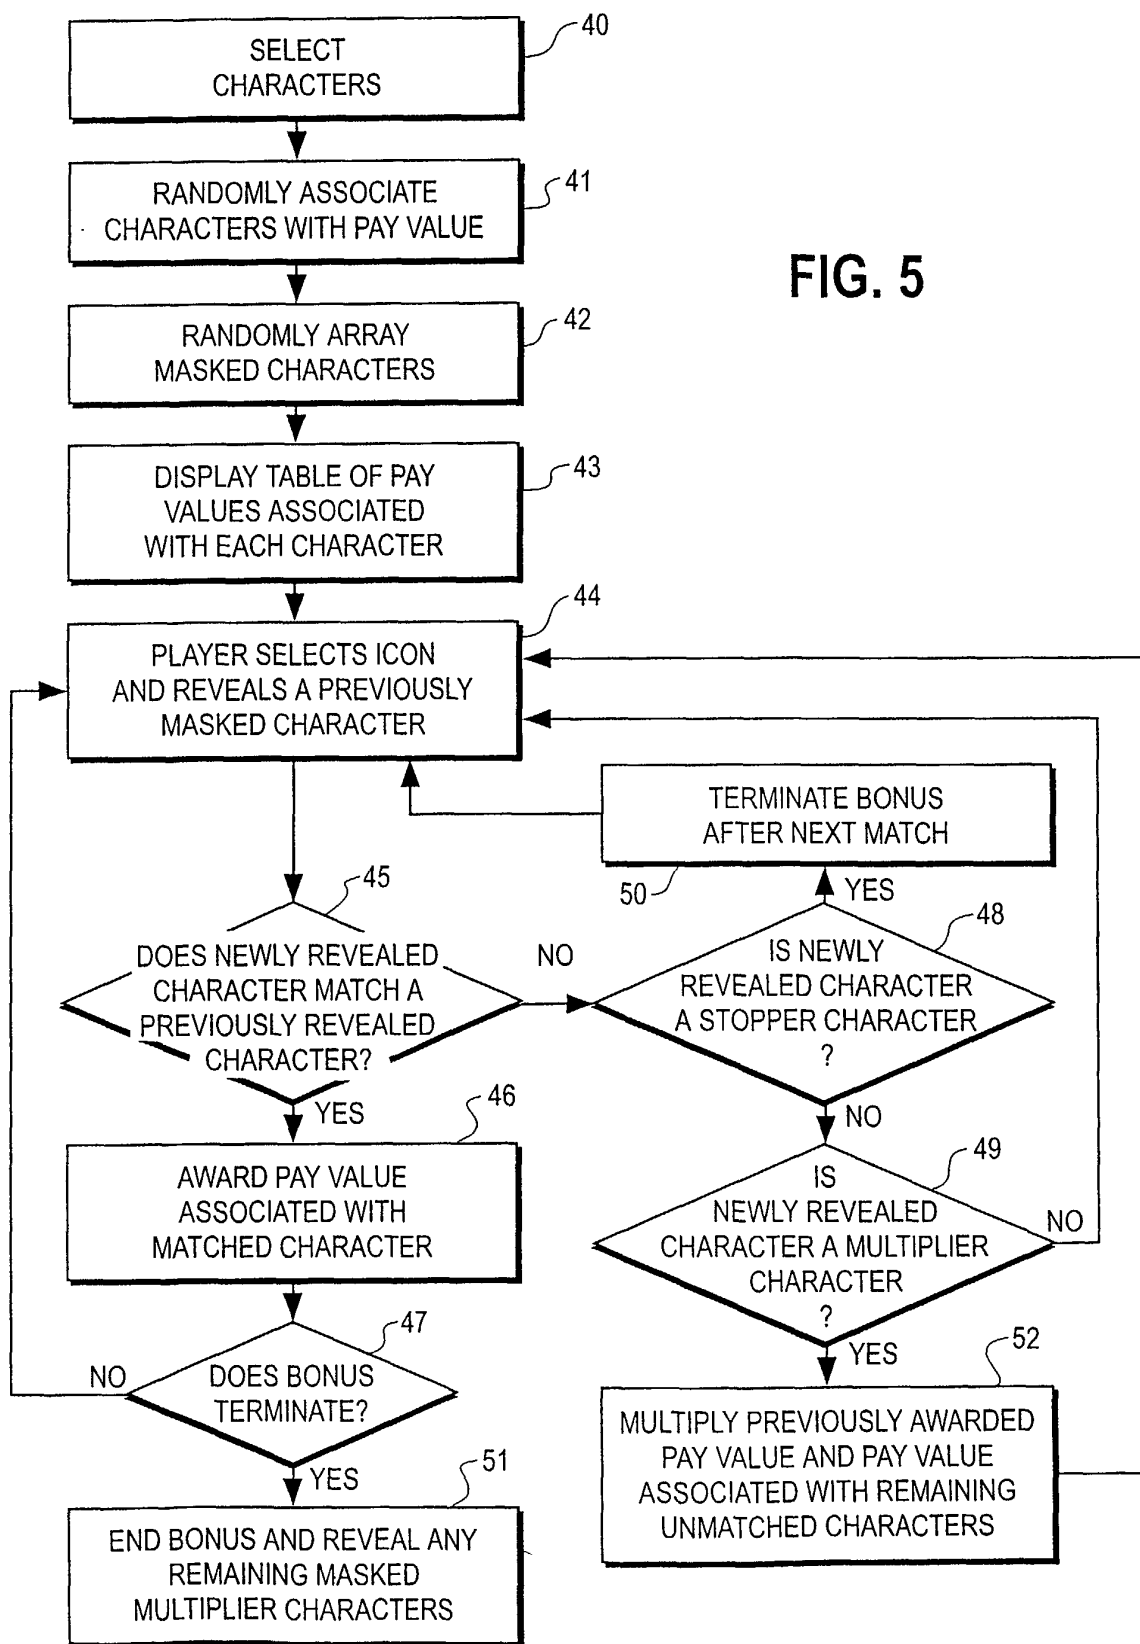 40
SELECT
CHARACTERS
41
RANDOMLY ASSOCIATE
CHARACTERS WITH PAY VALUE
FIG. 5
42
RANDOMLY ARRAY
MASKED CHARACTERS
43
DISPLAY TABLE OF PAY
VALUES ASSOCIATED
WITH EACH CHARACTER
44
PLAYER SELECTS ICON
AND REVEALS A PREVIOUSLY
MASKED CHARACTER
TERMINATE BONUS
AFTER NEXT MATCH
50
YES
45
DOES NEWLY REVEALED
CHARACTER MATCH A
PREVIOUSLY REVEALED
CHARACTER?
NO
48
IS NEWLY
REVEALED CHARACTER
A STOPPER CHARACTER
?
YES
NO
46
AWARD PAY VALUE
ASSOCIATED WITH
MATCHED CHARACTER
49
IS
NEWLY REVEALED
CHARACTER A MULTIPLIER
CHARACTER
?
NO
YES
47
DOES BONUS
TERMINATE?
NO
YES
52
MULTIPLY PREVIOUSLY AWARDED
PAY VALUE AND PAY VALUE
ASSOCIATED WITH REMAINING
UNMATCHED CHARACTERS
51
END BONUS AND REVEAL ANY
REMAINING MASKED
MULTIPLIER CHARACTERS